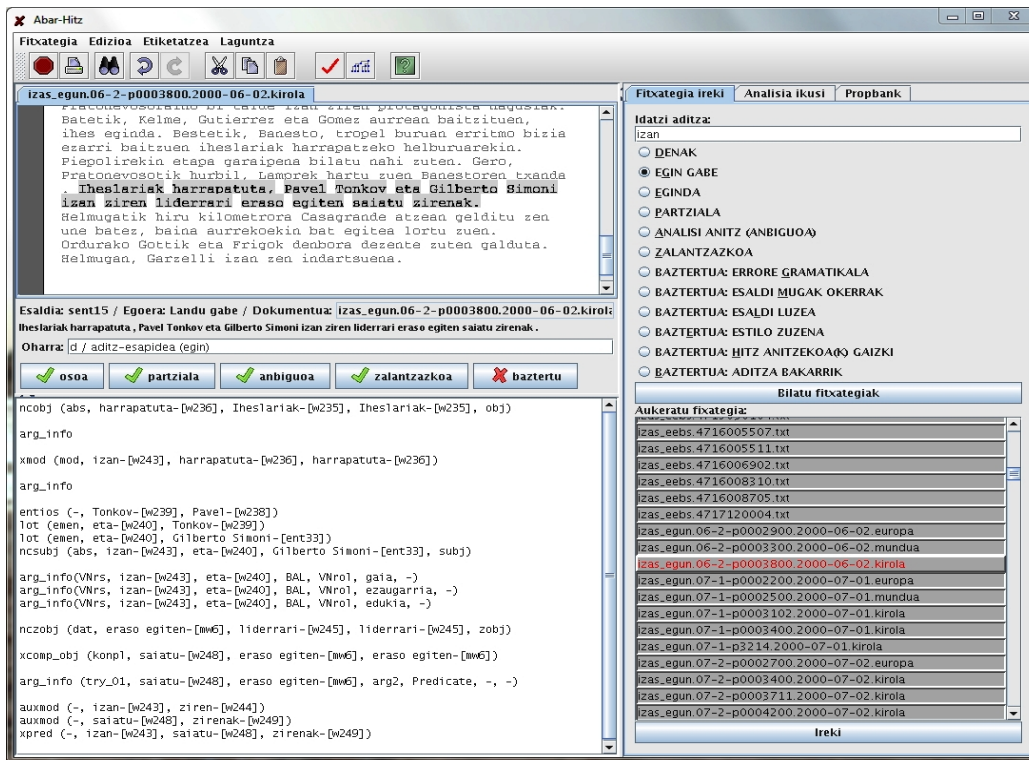 Abar-Hitz
Fitxategia Edizioa Etiketatzea Laguntza
izas_egun.06-2-p0003800.2000-06-02.kirola
Pratonevosoraino bi talde izan ziren protagonista nagusiak.
Batetik, Kelme, Gutierrez eta Gomez aurrean baitzituen,
ihes eginda. Bestetik, Banesto, tropel buruan erritmo bizia
ezarri baitzuen iheslariak harrapatzeko helburuarekin.
Piepolirekin etapa garaipena bilatu nahi zuten. Gero,
Pratonevosotik hurbil, Lamprek hartu zuen Banestoren txanda
. Iheslariak harrapatuta, Pavel Tonkov eta Gilberto Simoni
izan ziren liderrari eraso egiten saiatu zirenak.
Helmugatik hiru kilometrora Casagrande atzean gelditu zen
une batez, baina aurrekoekin bat egitea lortu zuen.
Ordurako Gottik eta Frigok denbora dezente zuten galduta.
Helmugan, Garzelli izan zen indartsuena.
Esaldia: sent15 / Egoera: Landu gabe / Dokumentua: izas_egun.06-2-p0003800.2000-06-02.kirola
Iheslariak harrapatuta , Pavel Tonkov eta Gilberto Simoni izan ziren liderrari eraso egiten saiatu zirenak .
Oharra: d / aditz-esapidea (egin)
osoa partziala anbiguoa zalantzazkoa baztertu
ncobj (abs, harrapatuta-[w236], Iheslariak-[w235], Iheslariak-[w235], obj)
arg_info
xmod (mod, izan-[w243], harrapatuta-[w236], harrapatuta-[w236])
arg_info
entios (-, Tonkov-[w239], Pavel-[w238])
lot (emen, eta-[w240], Tonkov-[w239])
lot (emen, eta-[w240], Gilberto Simoni-[ent33])
ncsubj (abs, izan-[w243], eta-[w240], Gilberto Simoni-[ent33], subj)
arg_info(VNrs, izan-[w243], eta-[w240], BAL, VNrol, gaia, -)
arg_info(VNrs, izan-[w243], eta-[w240], BAL, VNrol, ezaugarria, -)
arg_info(VNrs, izan-[w243], eta-[w240], BAL, VNrol, edukia, -)
nczobj (dat, eraso egiten-[mw6], liderrari-[w245], liderrari-[w245], zobj)
xcomp_obj (konpl, saiatu-[w248], eraso egiten-[mw6], eraso egiten-[mw6])
arg_info (try_01, saiatu-[w248], eraso egiten-[mw6], arg2, Predicate, -, -)
auxmod (-, izan-[w243], ziren-[w244])
auxmod (-, saiatu-[w248], zirenak-[w249])
xpred (-, izan-[w243], saiatu-[w248], zirenak-[w249])
Fitxategia ireki Analisia ikusi Propbank
Idatzi aditza:
izan
DENAK
EGIN GABE
EGINDA
PARTZIALA
ANALISI ANITZ (ANBIGUOA)
ZALANTZAZKOA
BAZTERTUA: ERRORE GRAMATIKALA
BAZTERTUA: ESALDI MUGAK OKERRAK
BAZTERTUA: ESALDI LUZEA
BAZTERTUA: ESTILO ZUZENA
BAZTERTUA: HITZ ANITZEKOA(K) GAIZKI
BAZTERTUA: ADITZA BAKARRIK
Bilatu fitxategiak
Aukeratu fixategia:
izas_eebs.4716005507.txt
izas_eebs.4716005511.txt
izas_eebs.4716006902.txt
izas_eebs.4716008310.txt
izas_eebs.4716008705.txt
izas_eebs.4717120004.txt
izas_egun.06-2-p0002900.2000-06-02.europa
izas_egun.06-2-p0003300.2000-06-02.mundua
izas_egun.06-2-p0003800.2000-06-02.kirola
izas_egun.07-1-p0002200.2000-07-01.europa
izas_egun.07-1-p0002500.2000-07-01.mundua
izas_egun.07-1-p0003102.2000-07-01.kirola
izas_egun.07-1-p0003400.2000-07-01.kirola
izas_egun.07-1-p3214.2000-07-01.kirola
izas_egun.07-2-p0002700.2000-07-02.europa
izas_egun.07-2-p0003400.2000-07-02.kirola
izas_egun.07-2-p0003711.2000-07-02.kirola
izas_egun.07-2-p0004200.2000-07-02.kirola
Ireki